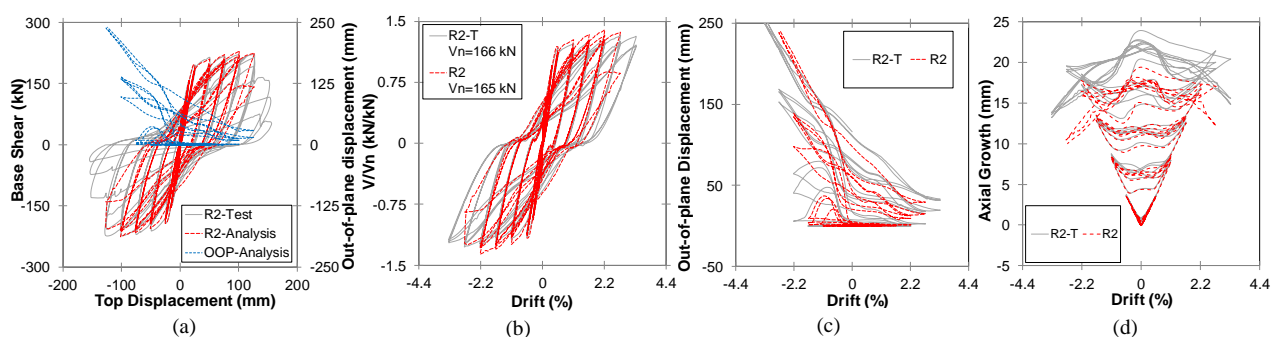 Base Shear (kN)
300
150
0
-150
-300
-200
-100
0
100
200
Top Displacement (mm)
250
125
0
-125
-250
Out-of-plane displacement (mm)
R2-Test
R2-Analysis
OOP-Analysis
(a)
V/Vn (kN/kN)
1.5
0.75
0
-0.75
-1.5
-4.4
-2.2
0
2.2
4.4
Drift (%)
R2-T
Vn=166 kN
R2
Vn=165 kN
(b)
Out-of-plane Displacement (mm)
250
200
150
100
50
0
-50
-4.4
-2.2
0
2.2
4.4
Drift (%)
R2-T
R2
(c)
Axial Growth (mm)
25
20
15
10
5
0
-5
-4.4
-2.2
0
2.2
4.4
Drift (%)
R2-T
R2
(d)